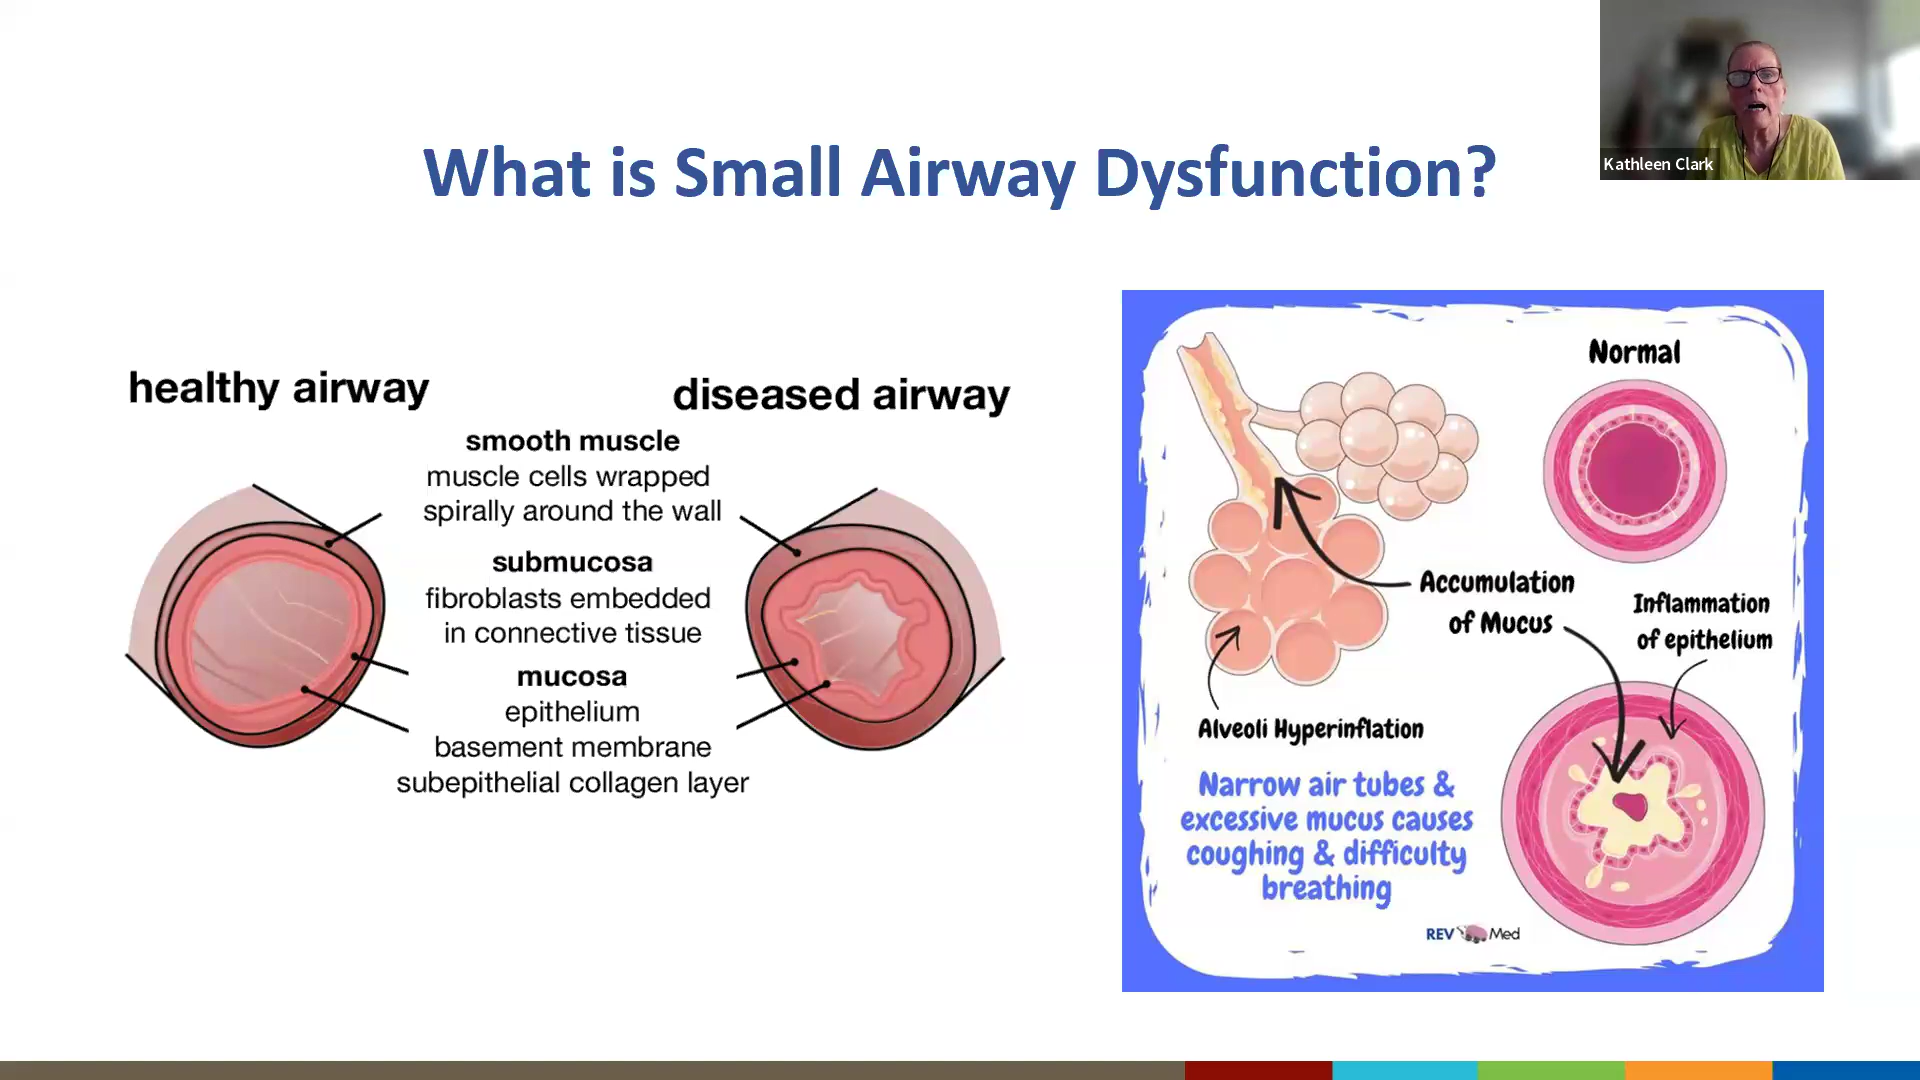 Kathleen Clark
What is Small Airway Dysfunction?
healthy airway
diseased airway
smooth muscle
muscle cells wrapped
spirally around the wall
submucosa
fibroblasts embedded
in connective tissue
mucosa
epithelium
basement membrane
subepithelial collagen layer
Normal
Accumulation
of Mucus
Inflammation
of epithelium
Alveoli Hyperinflation
Narrow air tubes &
excessive mucus causes
coughing & difficulty
breathing
REV Med